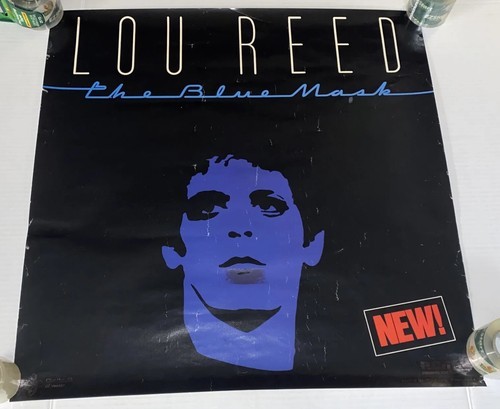 LOU REED
the Blue Mask
NEW!